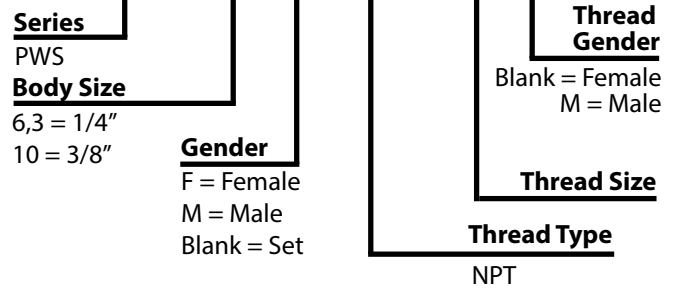 Series
PWS
Body Size
6,3 = 1/4”
10 = 3/8”
Gender
F = Female
M = Male
Blank = Set
Thread
Gender
Blank = Female
M = Male
Thread Size
Thread Type
NPT